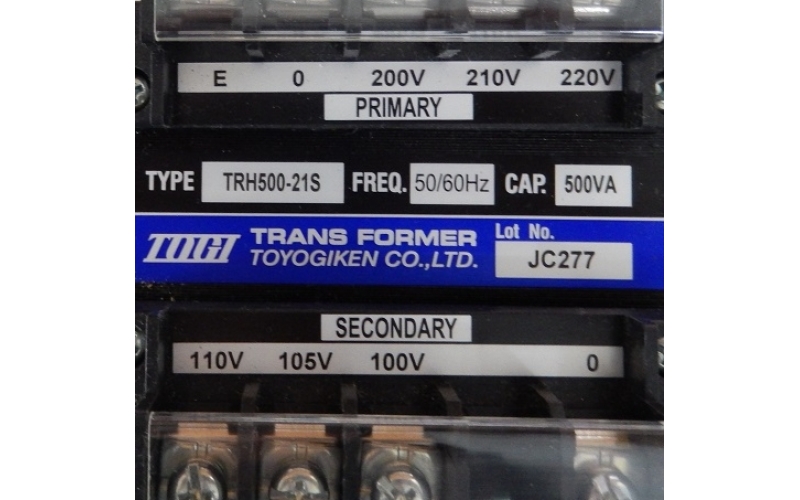 E 0 200V 210V 220V
PRIMARY
TYPE TRH500-21S FREQ. 50/60Hz CAP. 500VA
TOGI TRANS FORMER Lot No.
TOYOGIKEN CO.,LTD. JC277
SECONDARY
110V 105V 100V 0